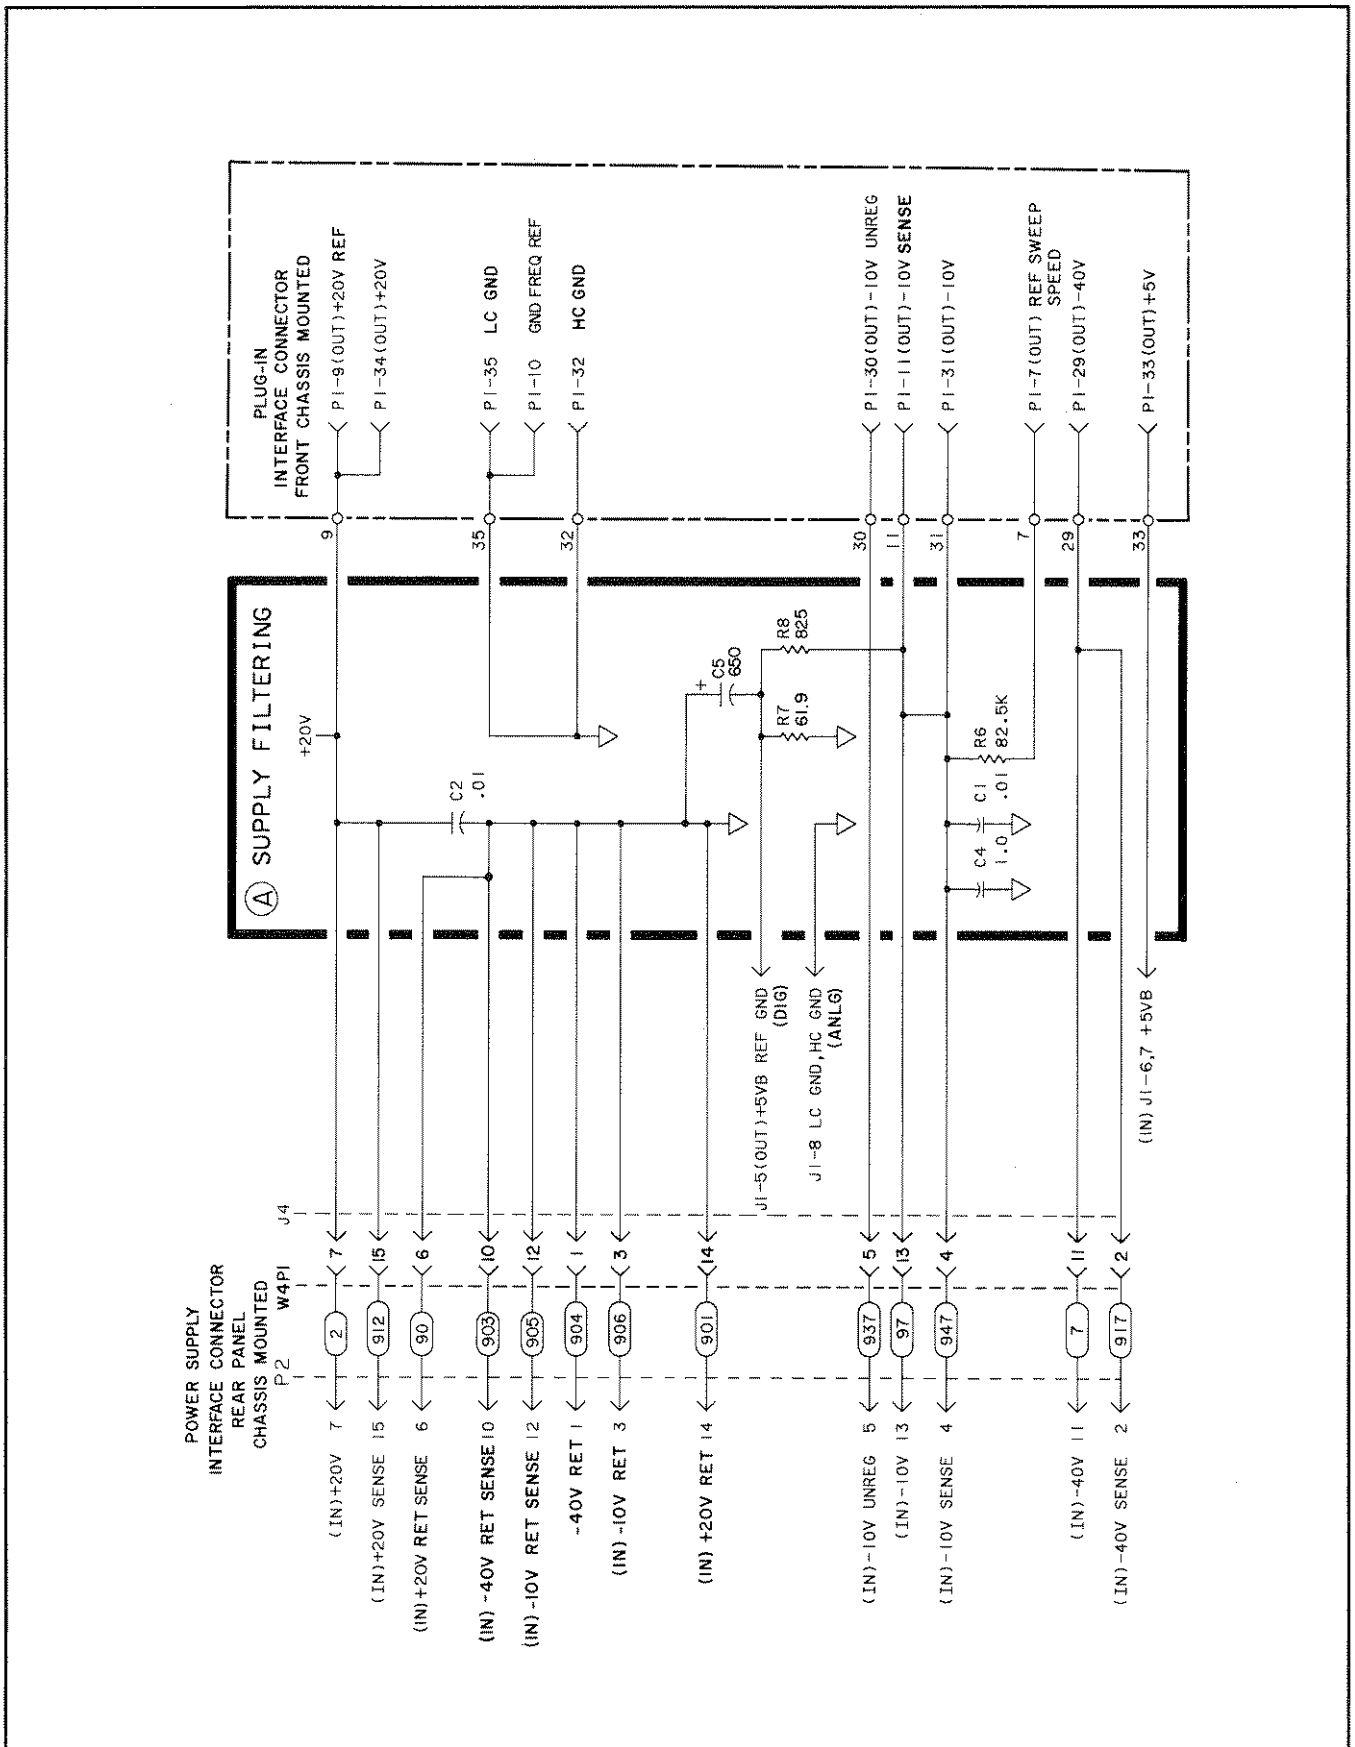 POWER SUPPLY
INTERFACE CONNECTOR
REAR PANEL
CHASSIS MOUNTED
P2
W4P1
J4
(IN)+20V 7
2
7
(IN)+20V SENSE 15
912
15
(IN)+20V RET SENSE 6
90
6
(IN) -40V RET SENSE 10
903
10
(IN) -10V RET SENSE 12
905
12
-40V RET 1
904
1
(IN) -10V RET 3
906
3
(IN) +20V RET 14
901
14
(IN)-10V UNREG 5
937
5
(IN)-10V 13
97
13
(IN)-10V SENSE 4
947
4
(IN)-40V 11
7
11
(IN)-40V SENSE 2
917
2
J1-5(OUT)+5VB REF GND
(DIG)
J1-8 LC GND,HC GND
(ANLG)
(IN) J1-6,7 +5VB
A SUPPLY FILTERING
+20V
C2
.01
+
C5
650
R7
61.9
R8
825
C4
1.0
C1
.01
R6
82.5K
9
35
32
30
11
31
7
29
33
PLUG-IN
INTERFACE CONNECTOR
FRONT CHASSIS MOUNTED
P1-9(OUT)+20V REF
P1-34(OUT)+20V
P1-35 LC GND
P1-10 GND FREQ REF
P1-32 HC GND
P1-30(OUT)-10V UNREG
P1-11(OUT)-10V SENSE
P1-31(OUT)-10V
P1-7(OUT) REF SWEEP
SPEED
P1-29(OUT)-40V
P1-33(OUT)+5V